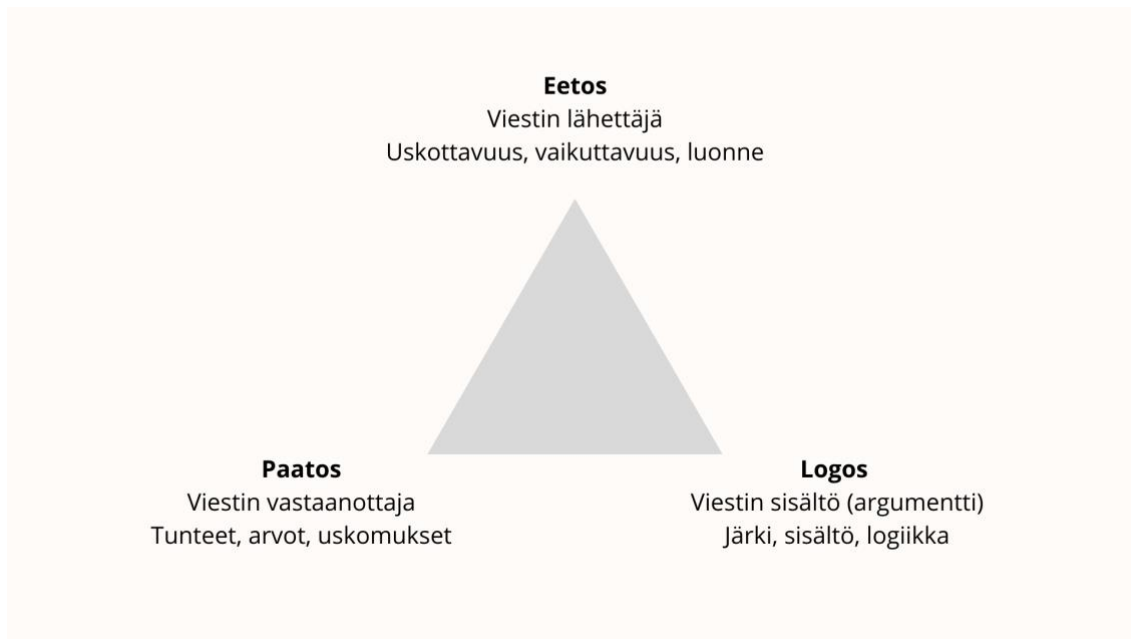 Eetos
Viestin lähettäjä
Uskottavuus, vaikuttavuus, luonne
Paatos
Viestin vastaanottaja
Tunteet, arvot, uskomukset
Logos
Viestin sisältö (argumentti)
Järki, sisältö, logiikka